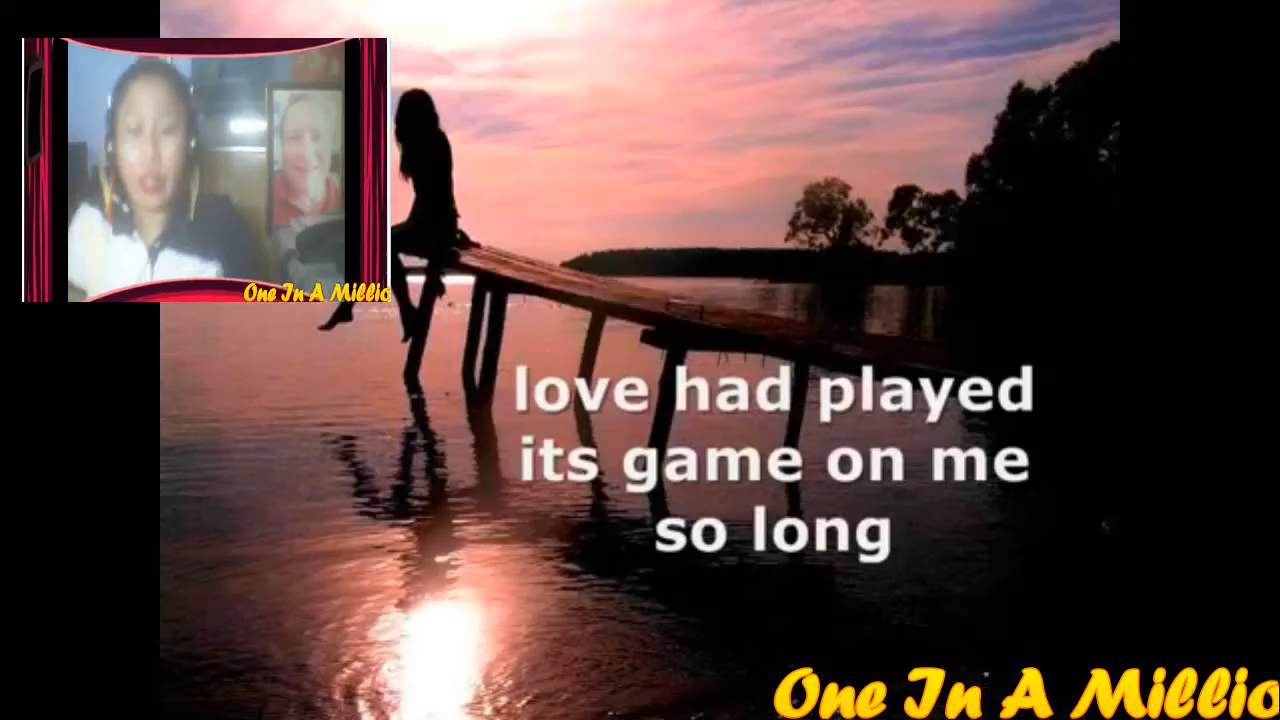 One In A Millio
love had played
its game on me
so long
One In A Millio